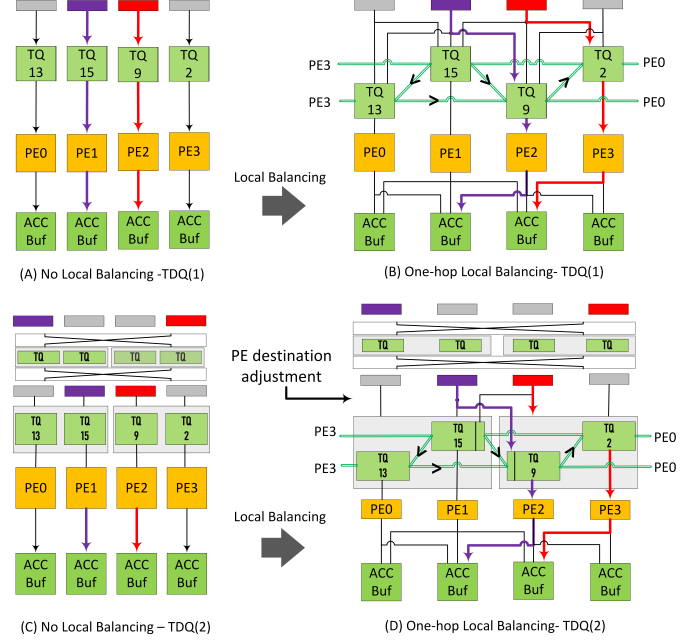 TQ 13
TQ 15
TQ 9
TQ 2
PE0
PE1
PE2
PE3
ACC Buf
ACC Buf
ACC Buf
ACC Buf
(A) No Local Balancing -TDQ(1)
Local Balancing
PE3
TQ 15
TQ 2
PE0
PE3
TQ 13
TQ 9
PE0
PE0
PE1
PE2
PE3
ACC Buf
ACC Buf
ACC Buf
ACC Buf
(B) One-hop Local Balancing- TDQ(1)
TQ
TQ
TQ
TQ
TQ 13
TQ 15
TQ 9
TQ 2
PE0
PE1
PE2
PE3
ACC Buf
ACC Buf
ACC Buf
ACC Buf
(C) No Local Balancing – TDQ(2)
PE destination
adjustment
Local Balancing
TQ
TQ
TQ
TQ
PE3
TQ 15
TQ 2
PE0
PE3
TQ 13
TQ 9
PE0
PE0
PE1
PE2
PE3
ACC Buf
ACC Buf
ACC Buf
ACC Buf
(D) One-hop Local Balancing- TDQ(2)